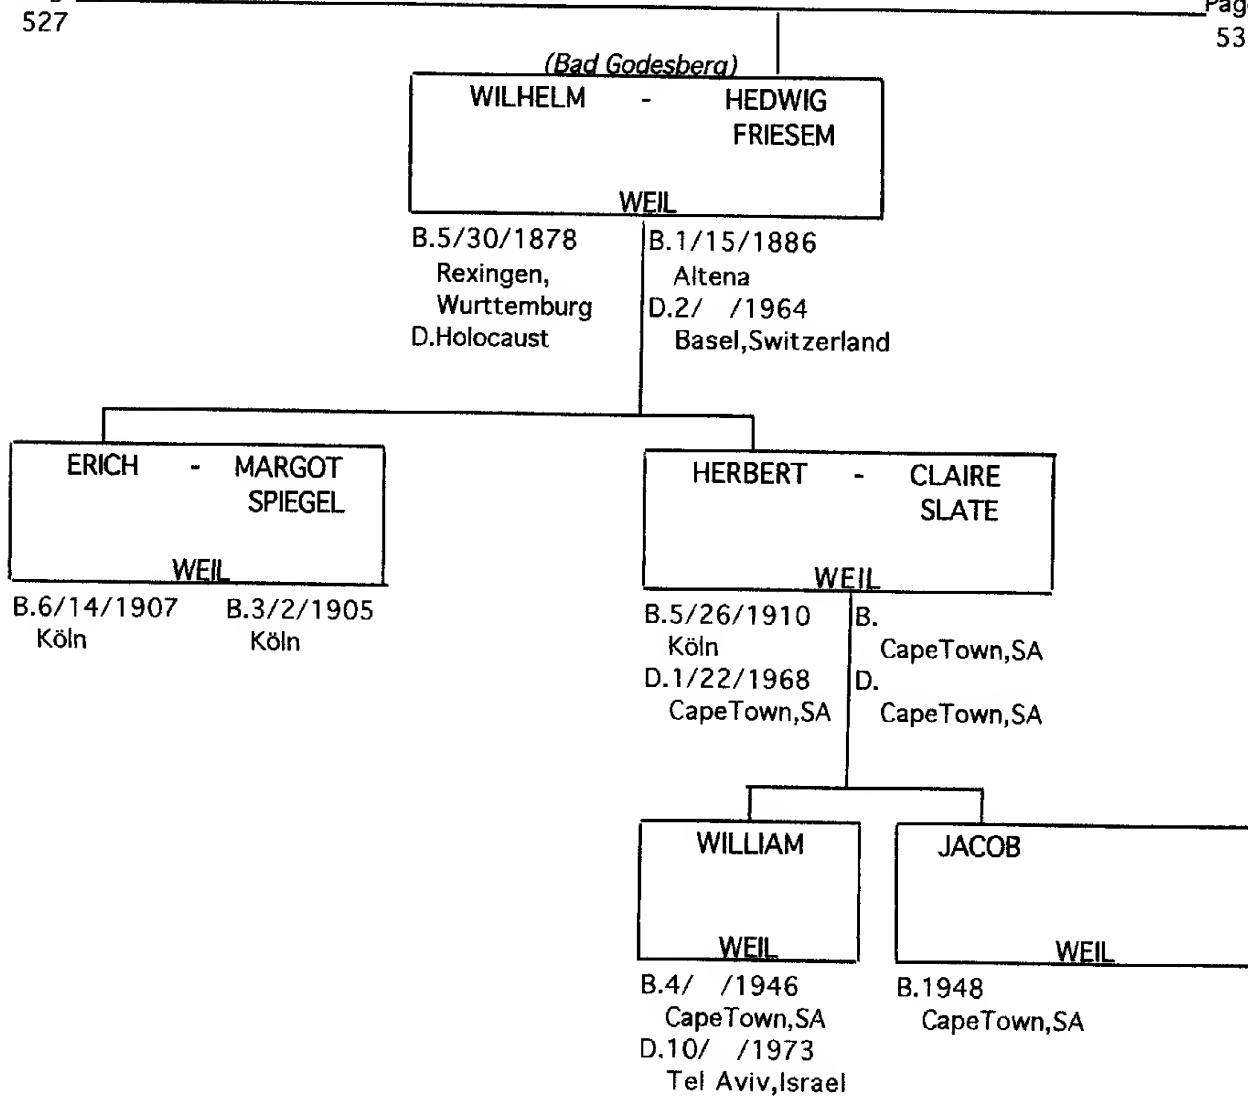 527
53
(Bad Godesberg)
WILHELM - HEDWIG
FRIESEM
WEIL
B.5/30/1878
Rexingen,
Wurttemburg
D.Holocaust
B.1/15/1886
Altena
D.2/ /1964
Basel,Switzerland
ERICH - MARGOT
SPIEGEL
WEIL
B.6/14/1907
Köln
B.3/2/1905
Köln
HERBERT - CLAIRE
SLATE
WEIL
B.5/26/1910
Köln
D.1/22/1968
CapeTown,SA
B.
CapeTown,SA
D.
CapeTown,SA
WILLIAM
WEIL
B.4/ /1946
CapeTown,SA
D.10/ /1973
Tel Aviv,Israel
JACOB
WEIL
B.1948
CapeTown,SA